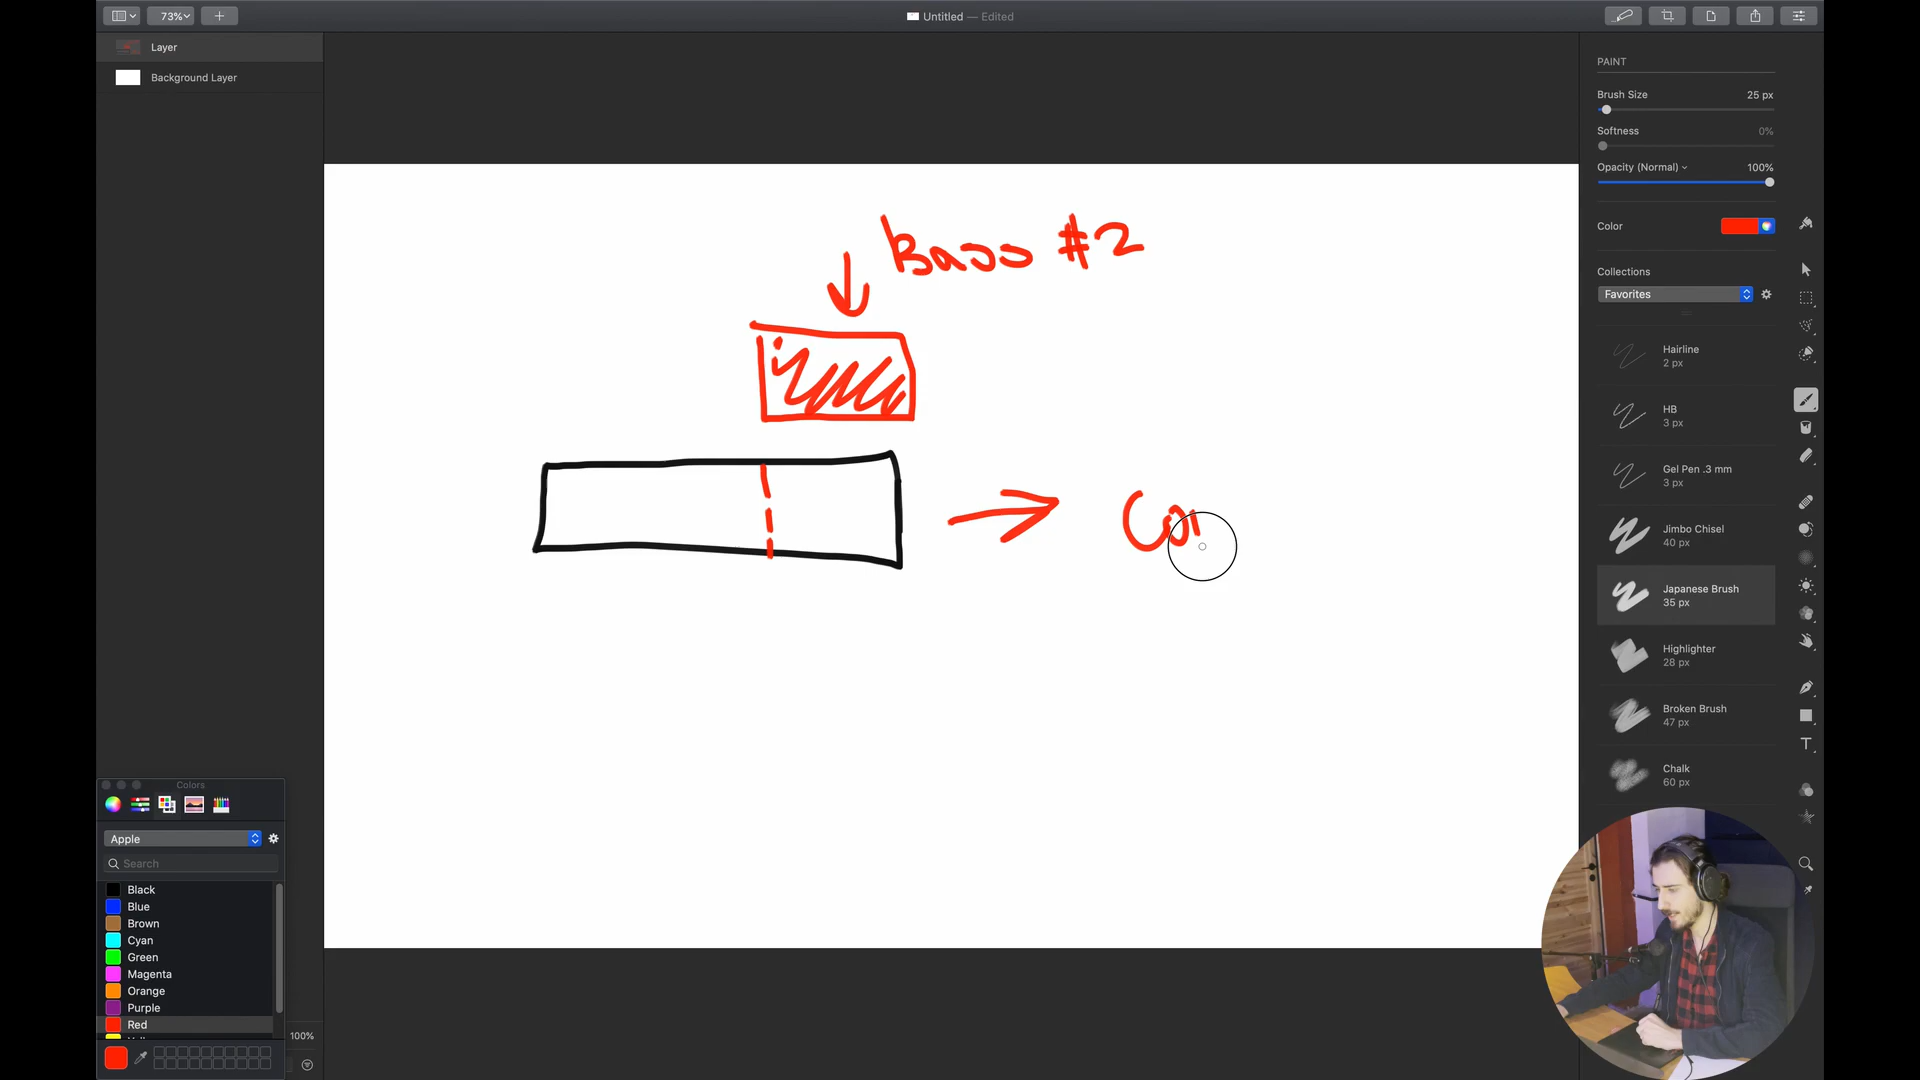 73%
Untitled — Edited
Layer
Background Layer
Bass #2
Co
PAINT
Brush Size 25 px
Softness 0%
Opacity (Normal) 100%
Color
Collections
Favorites
Hairline
2 px
HB
3 px
Gel Pen .3 mm
3 px
Jimbo Chisel
40 px
Japanese Brush
35 px
Highlighter
28 px
Broken Brush
47 px
Chalk
60 px
T
Colors
Apple
Search
Black
Blue
Brown
Cyan
Green
Magenta
Orange
Purple
Red
100%